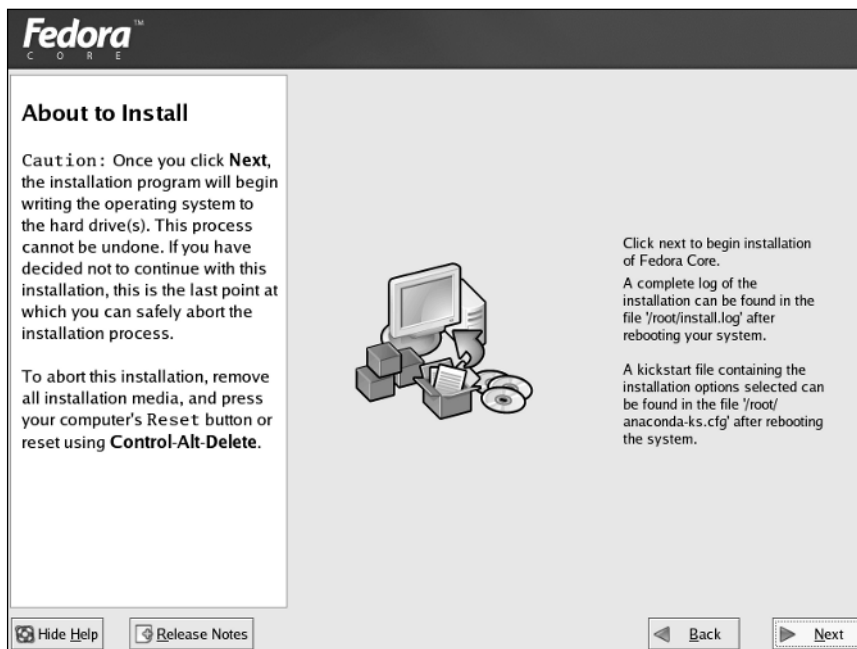 Fedora™
CORE
About to Install
Caution: Once you click Next,
the installation program will begin
writing the operating system to
the hard drive(s). This process
cannot be undone. If you have
decided not to continue with this
installation, this is the last point at
which you can safely abort the
installation process.
To abort this installation, remove
all installation media, and press
your computer's Reset button or
reset using Control-Alt-Delete.
Click next to begin installation
of Fedora Core.
A complete log of the
installation can be found in the
file '/root/install.log' after
rebooting your system.
A kickstart file containing the
installation options selected can
be found in the file '/root/
anaconda-ks.cfg' after rebooting
the system.
Hide Help
Release Notes
Back
Next